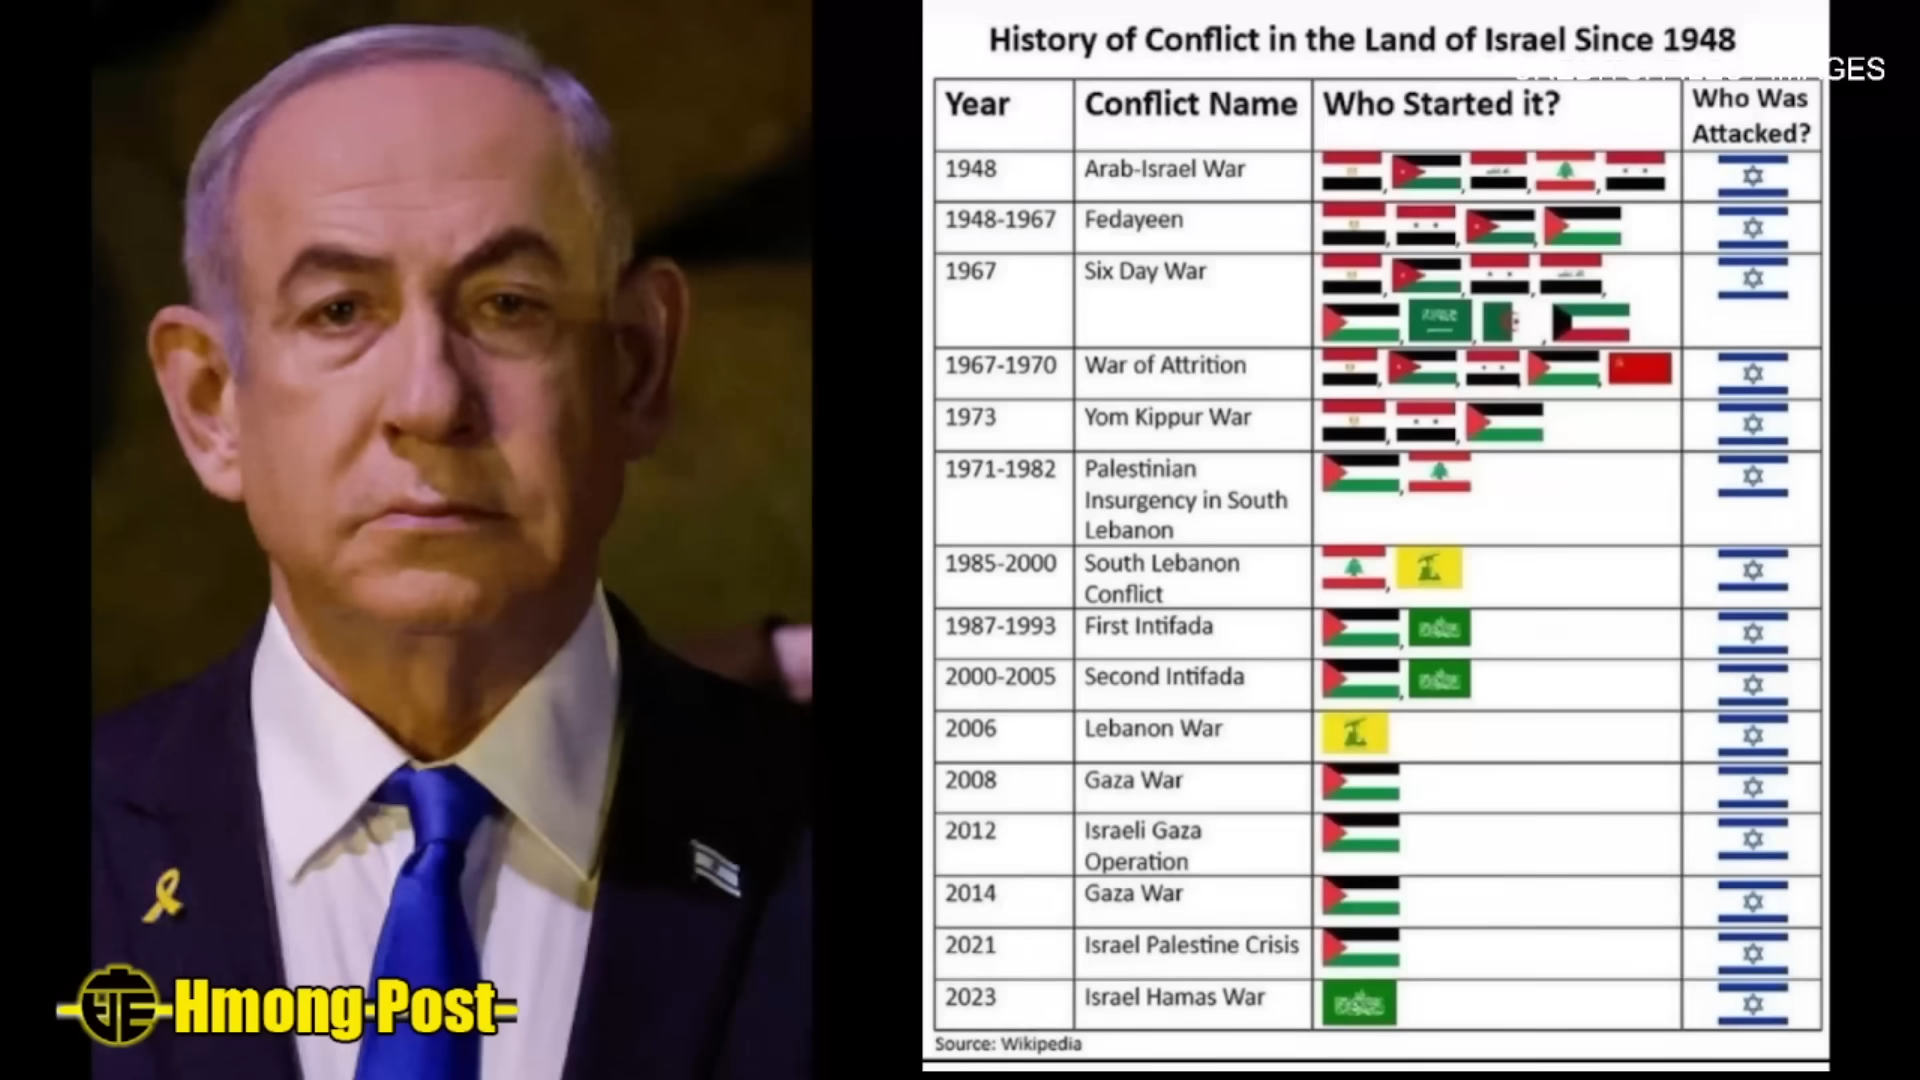 History of Conflict in the Land of Israel Since 1948
GES
Year Conflict Name Who Started it? Who Was
Attacked?
1948 Arab-Israel War
1948-1967 Fedayeen
1967 Six Day War
1967-1970 War of Attrition
1973 Yom Kippur War
1971-1982 Palestinian
Insurgency in South
Lebanon
1985-2000 South Lebanon
Conflict
1987-1993 First Intifada
2000-2005 Second Intifada
2006 Lebanon War
2008 Gaza War
2012 Israeli Gaza
Operation
2014 Gaza War
2021 Israel Palestine Crisis
2023 Israel Hamas War
Source: Wikipedia
Hmong Post